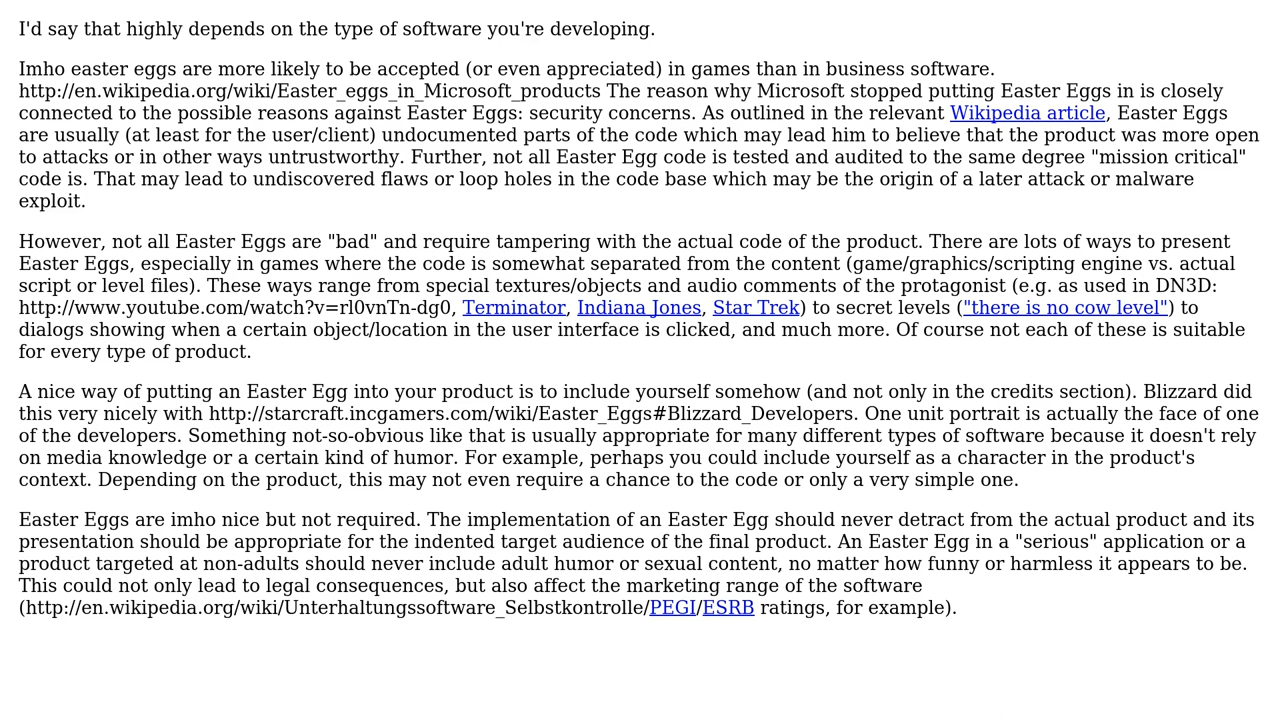 I'd say that highly depends on the type of software you're developing.
Imho easter eggs are more likely to be accepted (or even appreciated) in games than in business software.
http://en.wikipedia.org/wiki/Easter_eggs_in_Microsoft_products The reason why Microsoft stopped putting Easter Eggs in is closely
connected to the possible reasons against Easter Eggs: security concerns. As outlined in the relevant Wikipedia article, Easter Eggs
are usually (at least for the user/client) undocumented parts of the code which may lead him to believe that the product was more open
to attacks or in other ways untrustworthy. Further, not all Easter Egg code is tested and audited to the same degree "mission critical"
code is. That may lead to undiscovered flaws or loop holes in the code base which may be the origin of a later attack or malware
exploit.
However, not all Easter Eggs are "bad" and require tampering with the actual code of the product. There are lots of ways to present
Easter Eggs, especially in games where the code is somewhat separated from the content (game/graphics/scripting engine vs. actual
script or level files). These ways range from special textures/objects and audio comments of the protagonist (e.g. as used in DN3D:
http://www.youtube.com/watch?v=rl0vnTn-dg0, Terminator, Indiana Jones, Star Trek) to secret levels ("there is no cow level") to
dialogs showing when a certain object/location in the user interface is clicked, and much more. Of course not each of these is suitable
for every type of product.
A nice way of putting an Easter Egg into your product is to include yourself somehow (and not only in the credits section). Blizzard did
this very nicely with http://starcraft.incgamers.com/wiki/Easter_Eggs#Blizzard_Developers. One unit portrait is actually the face of one
of the developers. Something not-so-obvious like that is usually appropriate for many different types of software because it doesn't rely
on media knowledge or a certain kind of humor. For example, perhaps you could include yourself as a character in the product's
context. Depending on the product, this may not even require a chance to the code or only a very simple one.
Easter Eggs are imho nice but not required. The implementation of an Easter Egg should never detract from the actual product and its
presentation should be appropriate for the indented target audience of the final product. An Easter Egg in a "serious" application or a
product targeted at non-adults should never include adult humor or sexual content, no matter how funny or harmless it appears to be.
This could not only lead to legal consequences, but also affect the marketing range of the software
(http://en.wikipedia.org/wiki/Unterhaltungssoftware_Selbstkontrolle/PEGI/ESRB ratings, for example).